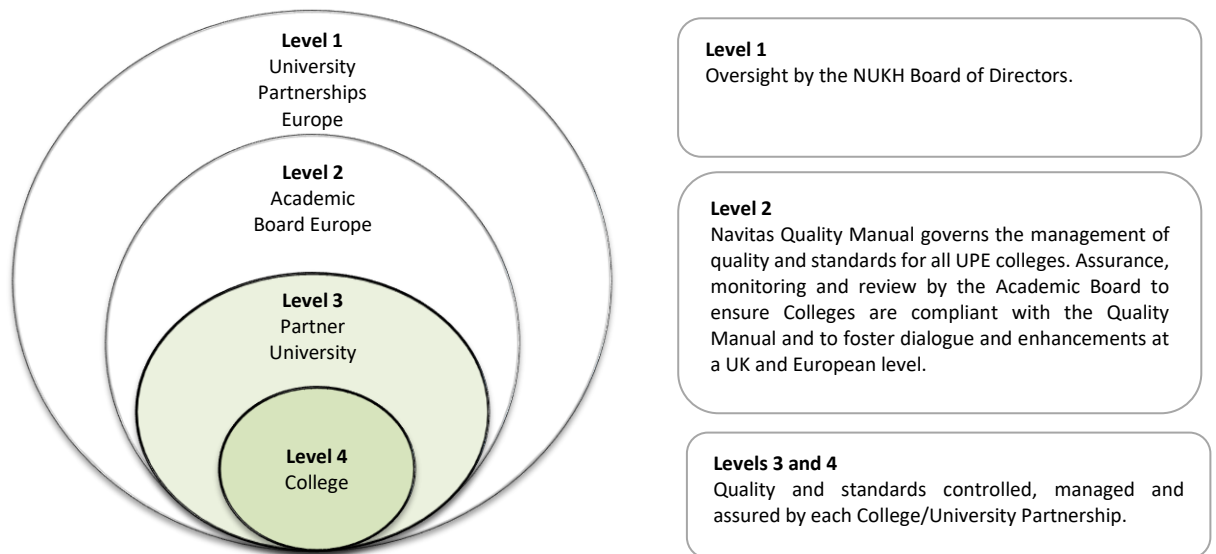 Level 1
University
Partnerships
Europe
Level 2
Academic
Board Europe
Level 3
Partner
University
Level 4
College
Level 1
Oversight by the NUKH Board of Directors.
Level 2
Navitas Quality Manual governs the management of
quality and standards for all UPE colleges. Assurance,
monitoring and review by the Academic Board to
ensure Colleges are compliant with the Quality
Manual and to foster dialogue and enhancements at
a UK and European level.
Levels 3 and 4
Quality and standards controlled, managed and
assured by each College/University Partnership.